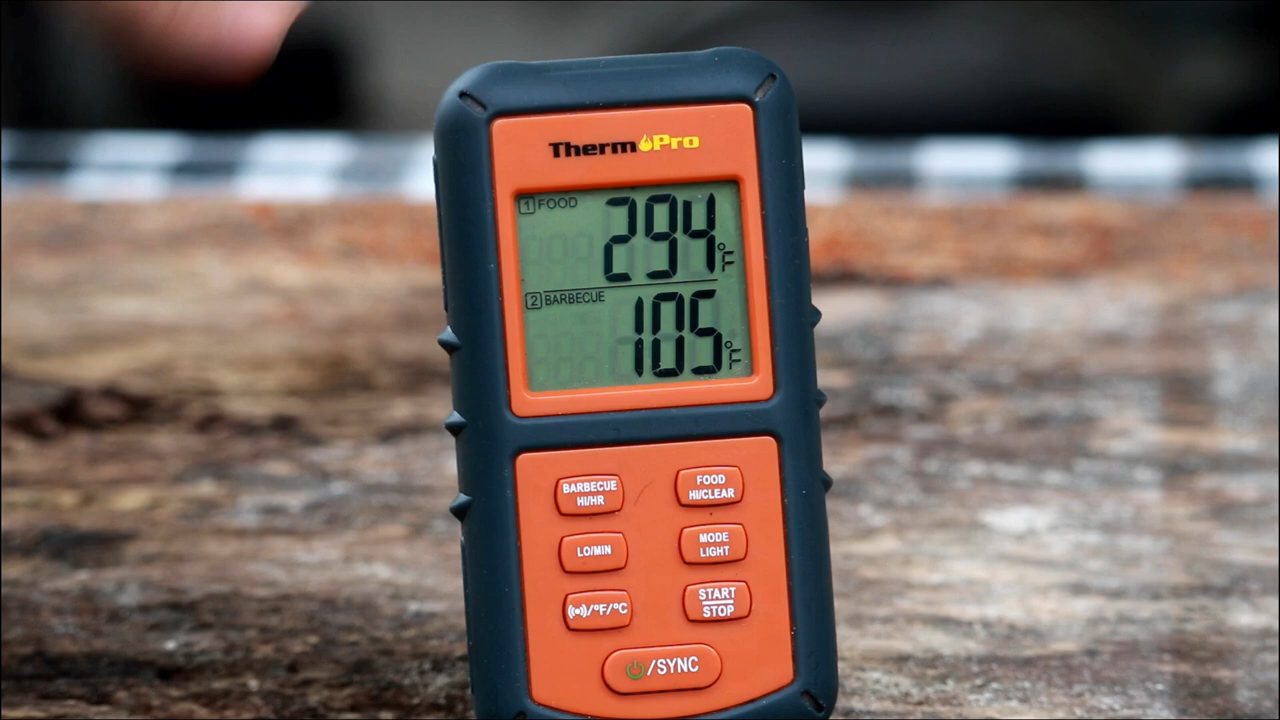 ThermPro
1 FOOD
294°F
2 BARBECUE
105°F
BARBECUE
HI/HR
FOOD
HI/CLEAR
LO/MIN
MODE
LIGHT
((•))/°F/°C
START
STOP
/SYNC